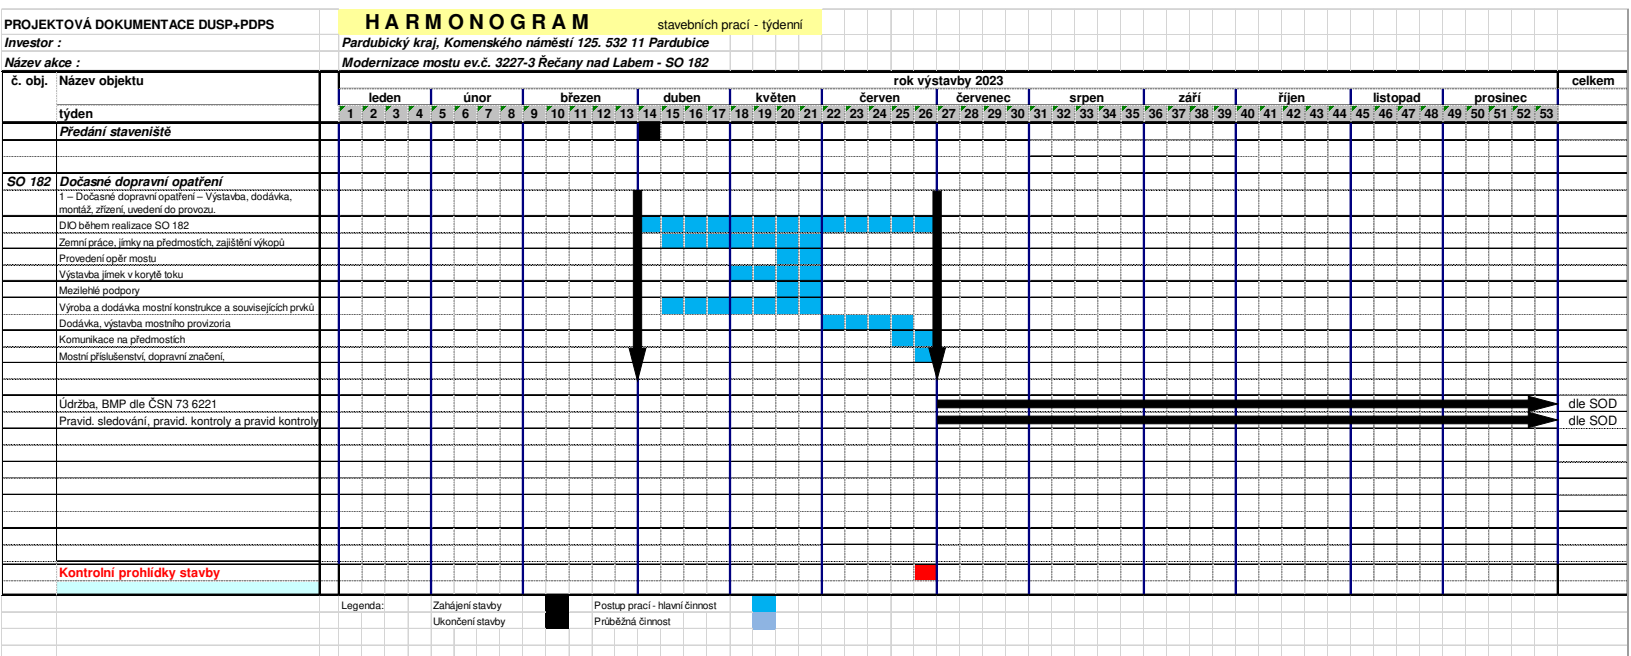 PROJEKTOVÁ DOKUMENTACE DUSP+PDPS HARMONOGRAM stavebních prací - týdenní
Investor : Pardubický kraj, Komenského náměstí 125. 532 11 Pardubice
Název akce : Modernizace mostu ev.č. 3227-3 Řečany nad Labem - SO 182
č. obj. Název objektu rok výstavby 2023 celkem
leden únor březen duben květen červen červenec srpen září říjen listopad prosinec
týden 1 2 3 4 5 6 7 8 9 10 11 12 13 14 15 16 17 18 19 20 21 22 23 24 25 26 27 28 29 30 31 33 34 35 36 37 38 39 40 41 42 43 44 45 46 47 48 49 50 51 52 53
Předání staveniště
SO 182 Dočasné dopravní opatření
1 – Dočasné dopravní opatření – Výstavba, dodávka,
montáž, zřízení, uvedení do provozu.
DIO během realizace SO 182
Zemní práce, jímky na předmostích, zajištění výkopů
Provedení opěr mostu
Výstavba jímek v korytě toku
Mezilehlé podpory
Výroba a dodávka mostní konstrukce a souvisejících prvků
Dodávka, výstavba mostního provizoria
Komunikace na předmostích
Mostní příslušenství, dopravní značení,
Údržba, BMP dle ČSN 73 6221 dle SOD
Pravid. sledování, pravid. kontroly a pravid kontroly dle SOD
Kontrolní prohlídky stavby
Legenda: Zahájení stavby Postup prací - hlavní činnost
Ukončení stavby Průběžná činnost